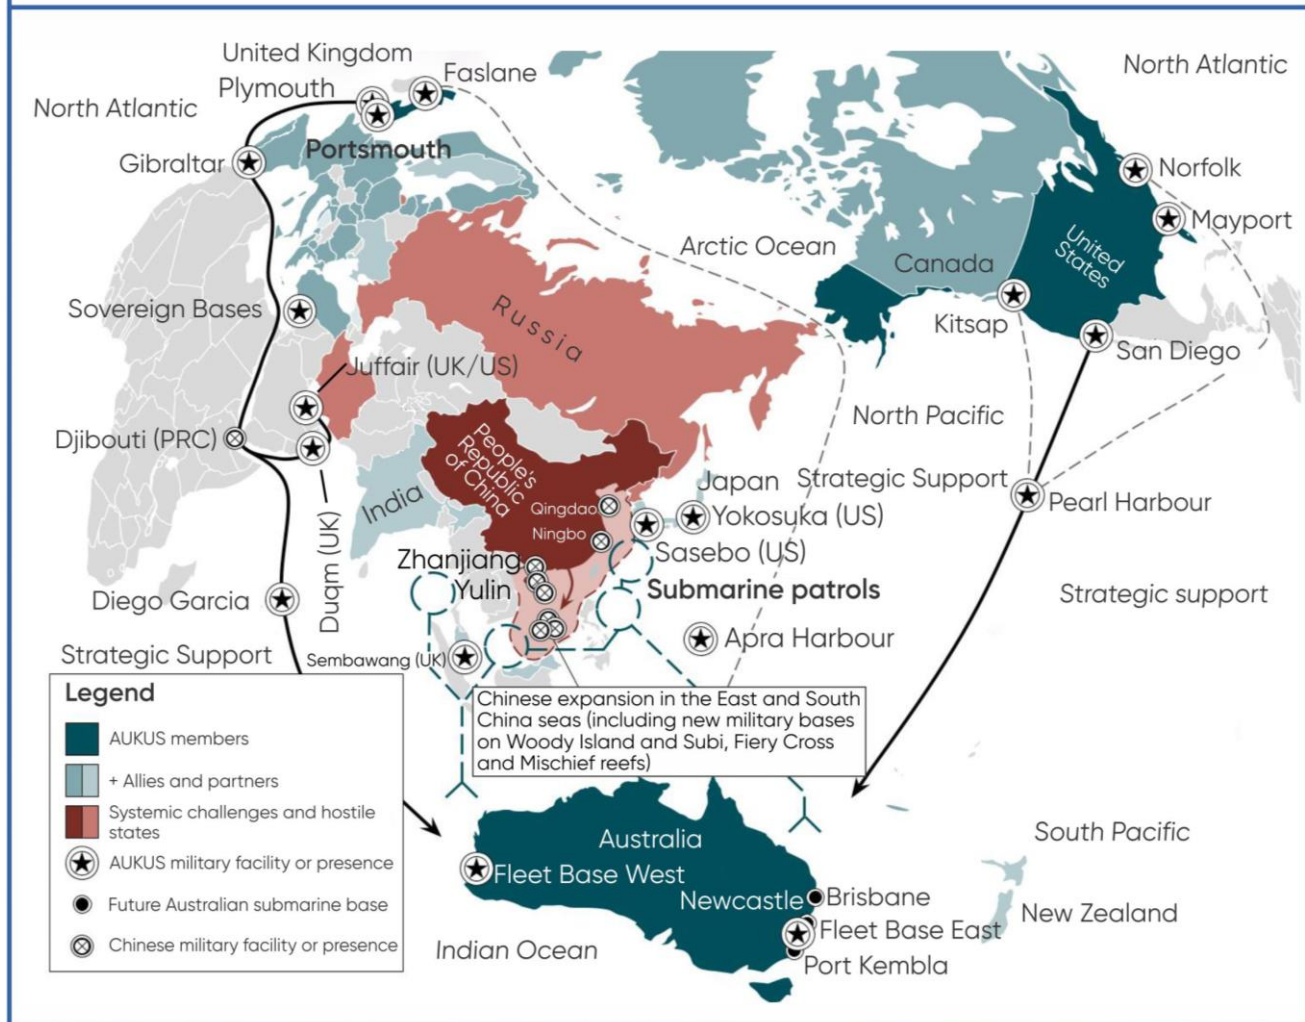 United Kingdom
Plymouth
Faslane
North Atlantic
North Atlantic
Portsmouth
Gibraltar
Norfolk
Mayport
Arctic Ocean
United
States
Canada
Sovereign Bases
Russia
Kitsap
San Diego
Juffair (UK/US)
North Pacific
Djibouti (PRC)
People's
Republic
of China
India
Japan
Strategic Support
Qingdao
Yokosuka (US)
Pearl Harbour
Ningbo
Sasebo (US)
Zhanjiang
Yulin
Duqm (UK)
Submarine patrols
Diego Garcia
Strategic support
Apra Harbour
Strategic Support
Sembawang (UK)
Chinese expansion in the East and South
China seas (including new military bases
on Woody Island and Subi, Fiery Cross
and Mischief reefs)
Legend
AUKUS members
+ Allies and partners
Systemic challenges and hostile
states
AUKUS military facility or presence
Future Australian submarine base
Chinese military facility or presence
Australia
South Pacific
Fleet Base West
Newcastle
Brisbane
New Zealand
Fleet Base East
Indian Ocean
Port Kembla